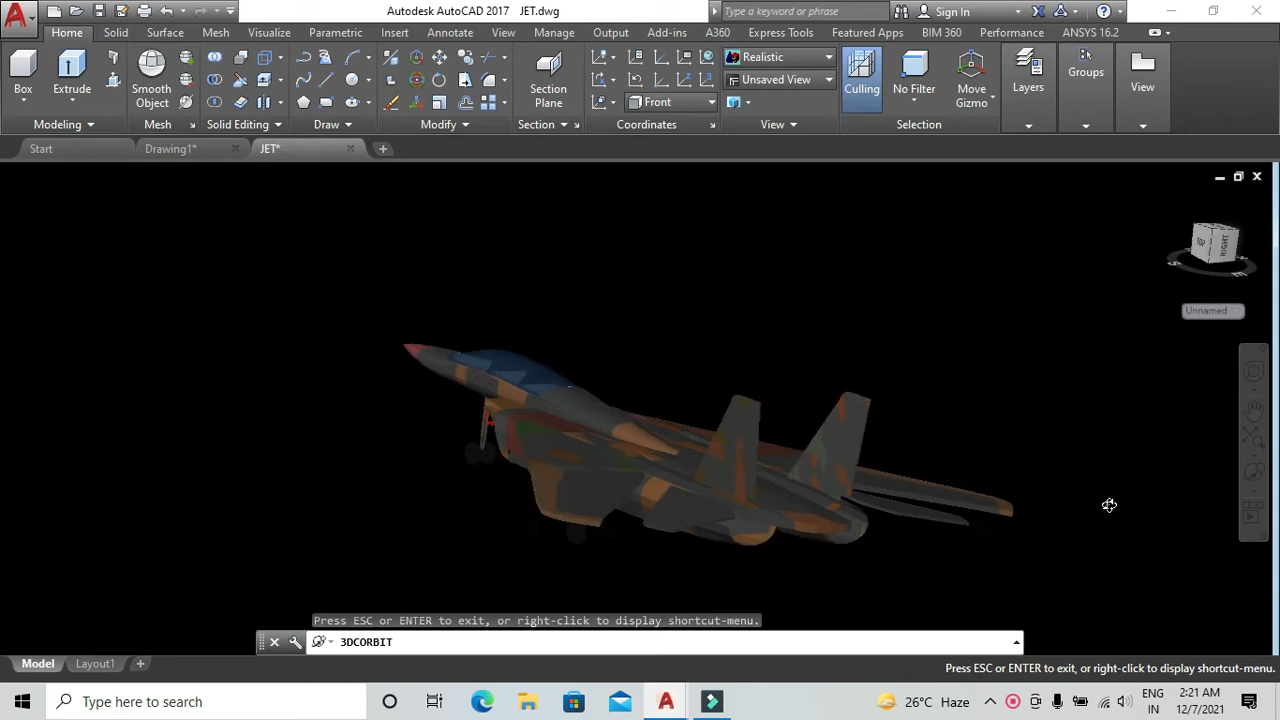 Autodesk AutoCAD 2017 JET.dwg
Type a keyword or phrase
Sign In
Home Solid Surface Mesh Visualize Parametric Insert Annotate View Manage Output Add-ins A360 Express Tools Featured Apps BIM 360 Performance ANSYS 16.2
Realistic
Unsaved View
Front
Box Extrude Smooth Object Section Plane Culling No Filter Move Gizmo Layers Groups View
Modeling Mesh Solid Editing Draw Modify Section Coordinates View Selection
Start Drawing1* JET*
RIGHT
Unnamed
Press ESC or ENTER to exit, or right-click to display shortcut-menu.
3DCORBIT
Model Layout1
Press ESC or ENTER to exit, or right-click to display shortcut-menu.
Type here to search
26°C Haze
ENG
IN
2:21 AM
12/7/2021